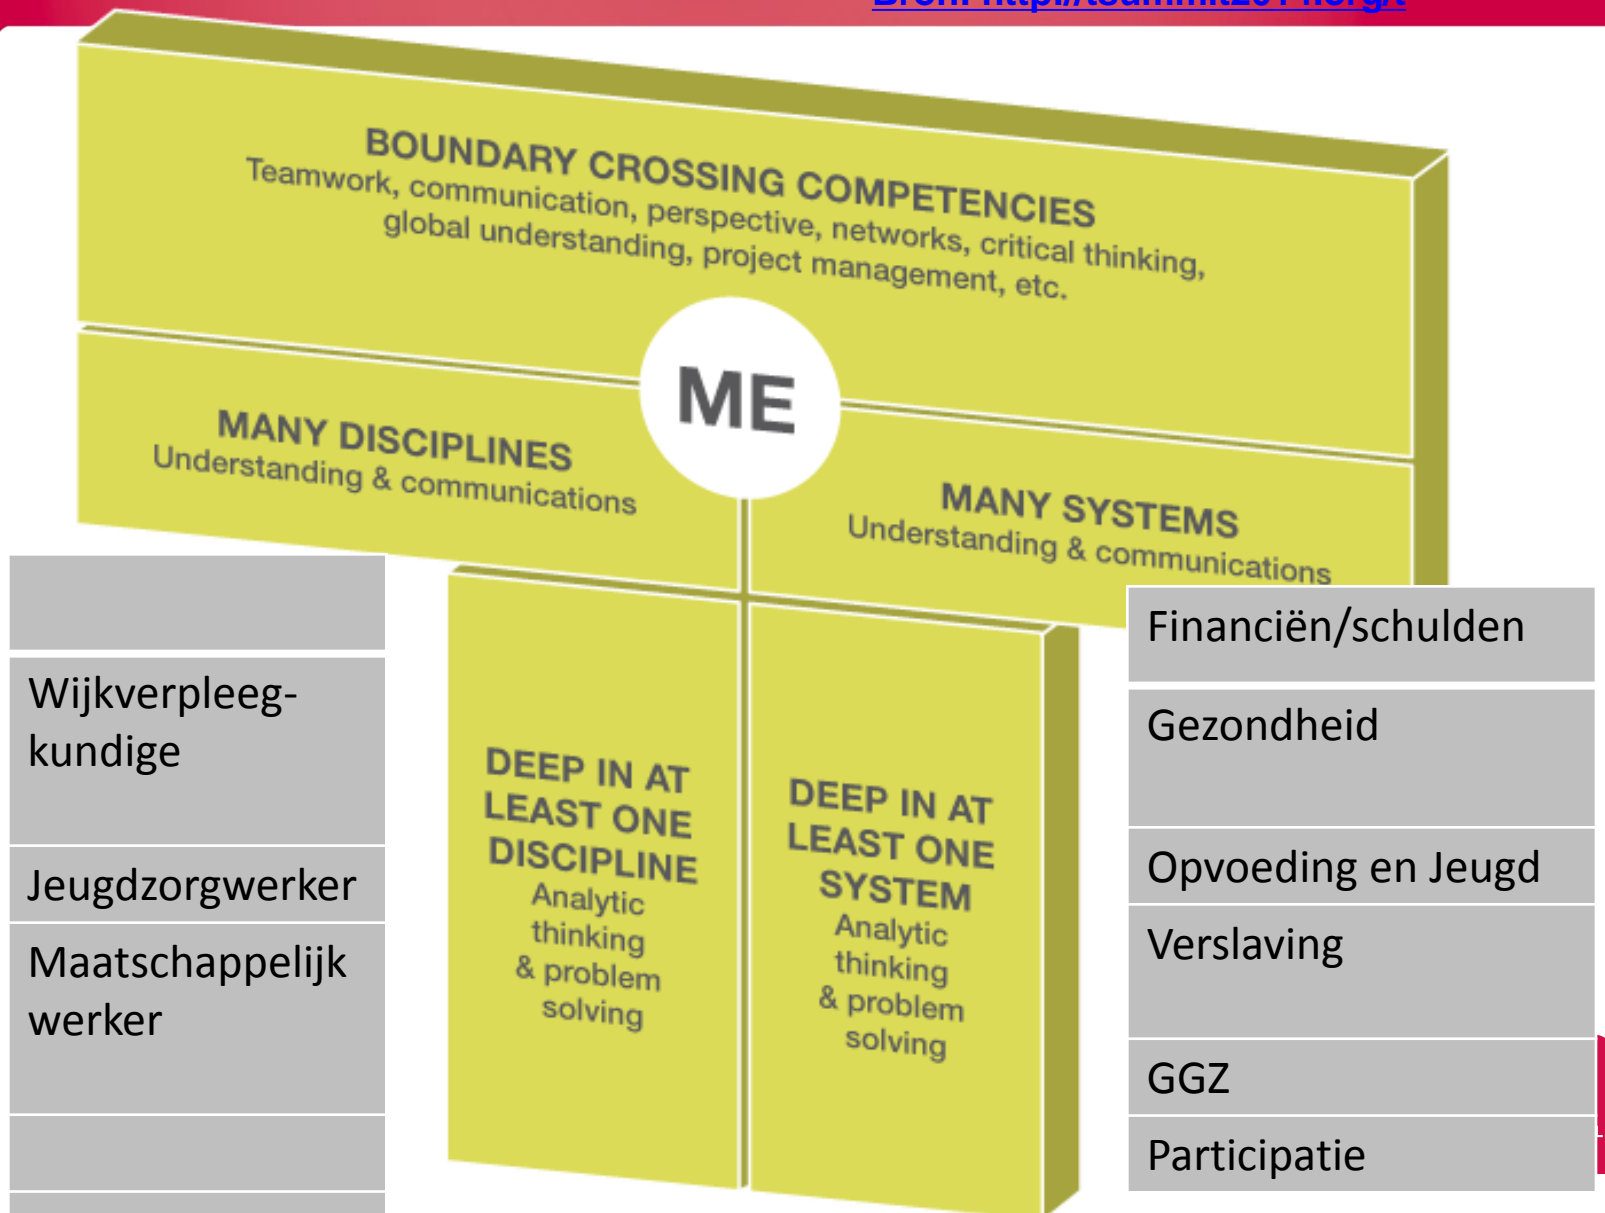 BOUNDARY CROSSING COMPETENCIES
Teamwork, communication, perspective, networks, critical thinking,
global understanding, project management, etc.
ME
MANY DISCIPLINES
Understanding & communications
MANY SYSTEMS
Understanding & communications
DEEP IN AT
LEAST ONE
DISCIPLINE
Analytic
thinking
& problem
solving
DEEP IN AT
LEAST ONE
SYSTEM
Analytic
thinking
& problem
solving
Wijkverpleeg-
kundige
Jeugdzorgwerker
Maatschappelijk
werker
Financiën/schulden
Gezondheid
Opvoeding en Jeugd
Verslaving
GGZ
Participatie